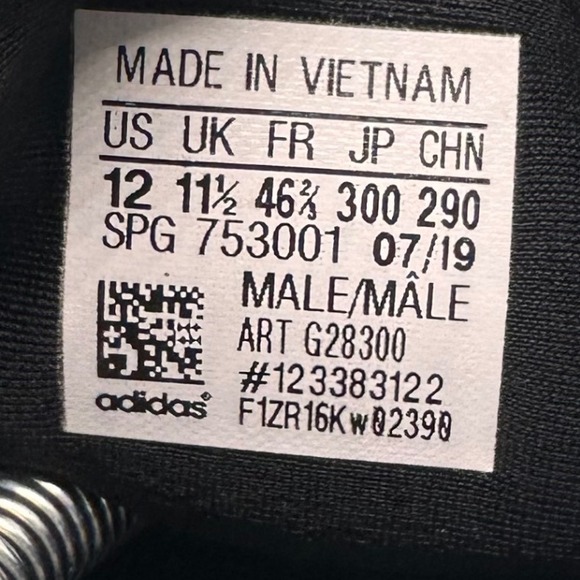 MADE IN VIETNAM
US UK FR JP CHN
12 11½ 46⅔ 300 290
SPG 753001 07/19
MALE/MÂLE
ART G28300
#123383122
adidas® F1ZR16Kw02390